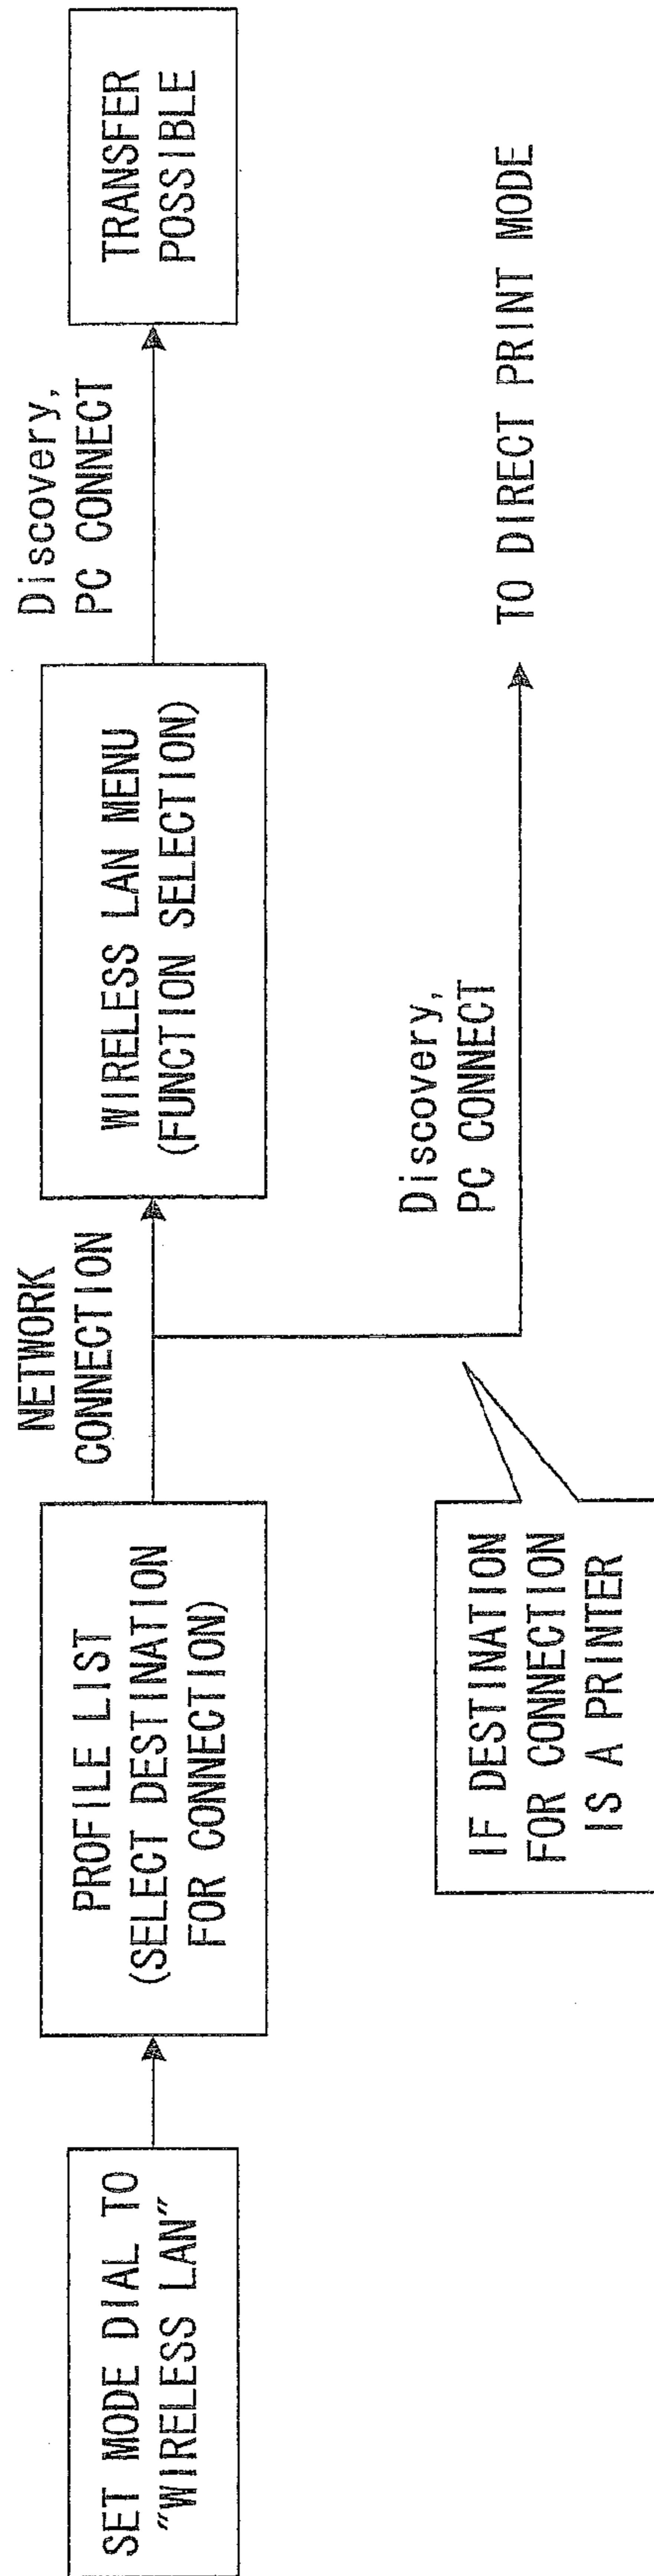 SET MODE DIAL TO
"WIRELESS LAN"
PROFILE LIST
(SELECT DESTINATION
FOR CONNECTION)
NETWORK
CONNECTION
WIRELESS LAN MENU
(FUNCTION SELECTION)
Discovery,
PC CONNECT
TRANSFER
POSSIBLE
IF DESTINATION
FOR CONNECTION
IS A PRINTER
Discovery,
PC CONNECT
TO DIRECT PRINT MODE